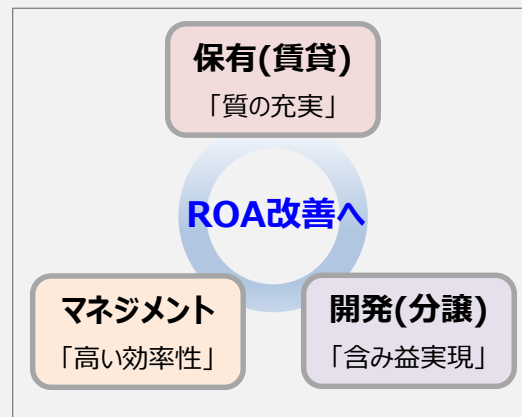 保有(賃貸)
「質の充実」
ROA改善へ
マネジメント
「高い効率性」
開発(分譲)
「含み益実現」